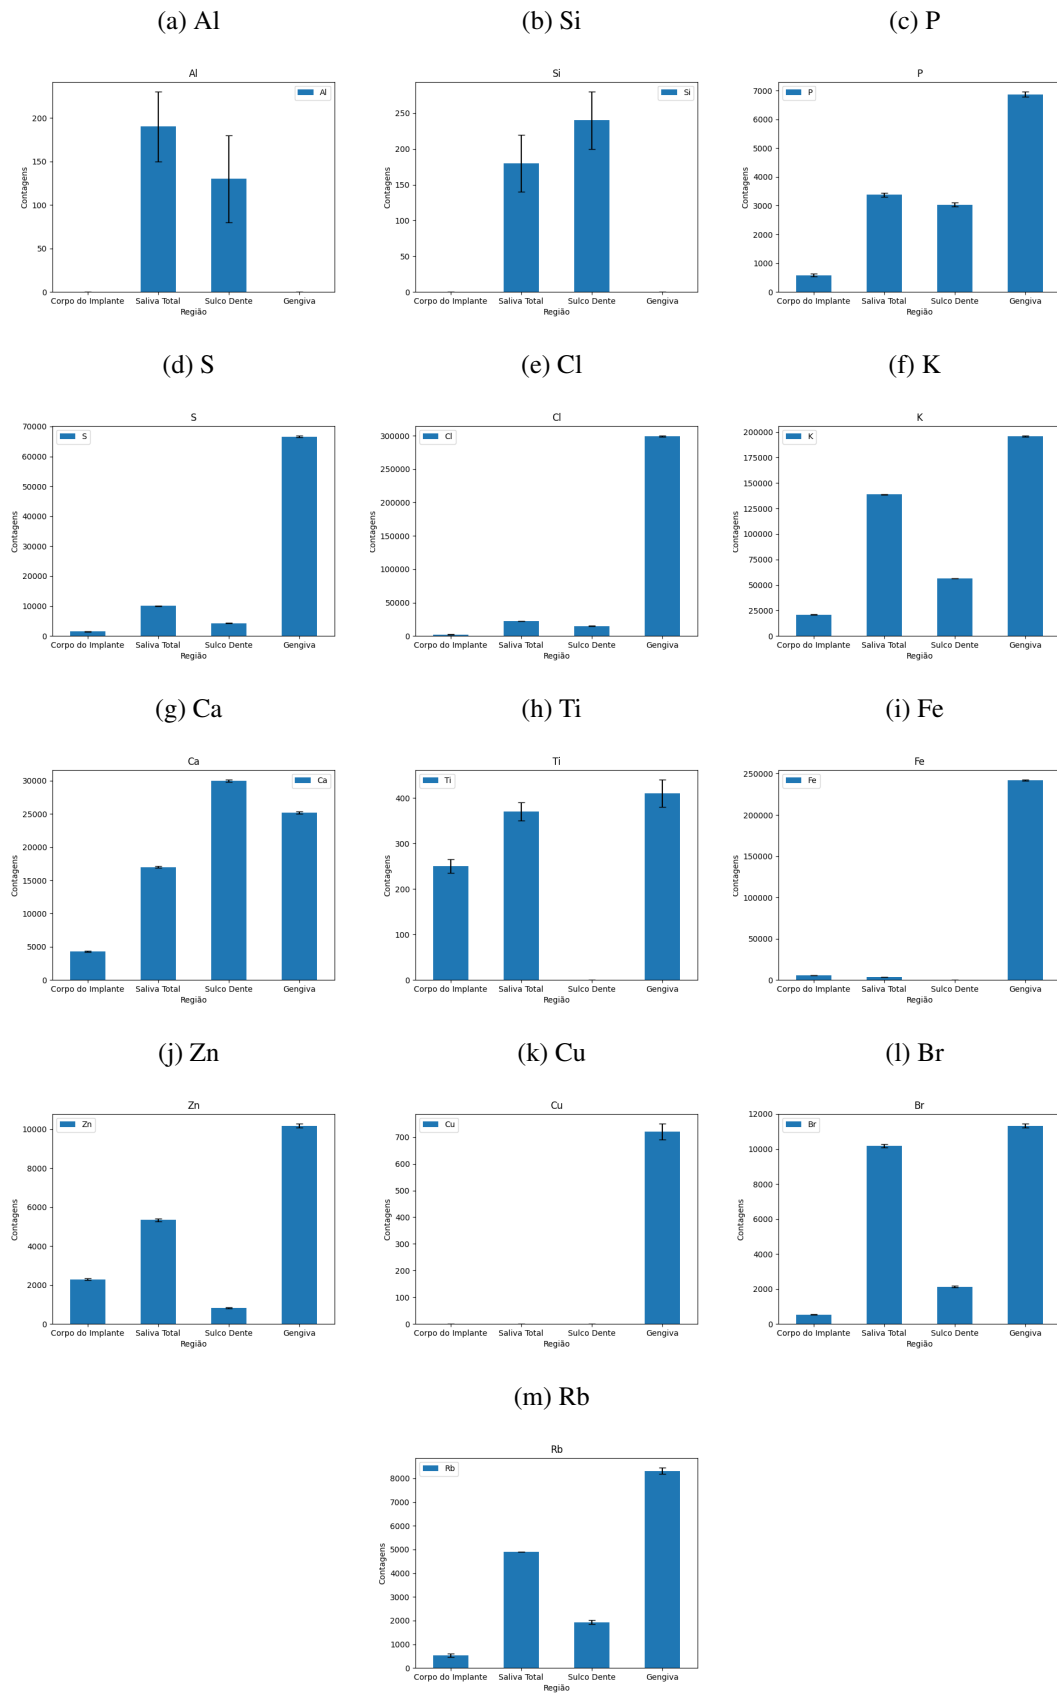 (a) Al
(b) Si
(c) P
Al
Al
Contagens
200
150
100
50
0
Corpo do Implante Saliva Total Sulco Dente Gengiva
Região
Si
Si
Contagens
250
200
150
100
50
0
Corpo do Implante Saliva Total Sulco Dente Gengiva
Região
P
P
Contagens
7000
6000
5000
4000
3000
2000
1000
0
Corpo do Implante Saliva Total Sulco Dente Gengiva
Região
(d) S
(e) Cl
(f) K
S
S
Contagens
70000
60000
50000
40000
30000
20000
10000
0
Corpo do Implante Saliva Total Sulco Dente Gengiva
Região
Cl
Cl
Contagens
300000
250000
200000
150000
100000
50000
0
Corpo do Implante Saliva Total Sulco Dente Gengiva
Região
K
K
Contagens
200000
175000
150000
125000
100000
75000
50000
25000
0
Corpo do Implante Saliva Total Sulco Dente Gengiva
Região
(g) Ca
(h) Ti
(i) Fe
Ca
Ca
Contagens
30000
25000
20000
15000
10000
5000
0
Corpo do Implante Saliva Total Sulco Dente Gengiva
Região
Ti
Ti
Contagens
400
300
200
100
0
Corpo do Implante Saliva Total Sulco Dente Gengiva
Região
Fe
Fe
Contagens
250000
200000
150000
100000
50000
0
Corpo do Implante Saliva Total Sulco Dente Gengiva
Região
(j) Zn
(k) Cu
(l) Br
Zn
Zn
Contagens
10000
8000
6000
4000
2000
0
Corpo do Implante Saliva Total Sulco Dente Gengiva
Região
Cu
Cu
Contagens
700
600
500
400
300
200
100
0
Corpo do Implante Saliva Total Sulco Dente Gengiva
Região
Br
Br
Contagens
12000
10000
8000
6000
4000
2000
0
Corpo do Implante Saliva Total Sulco Dente Gengiva
Região
(m) Rb
Rb
Rb
Contagens
8000
7000
6000
5000
4000
3000
2000
1000
0
Corpo do Implante Saliva Total Sulco Dente Gengiva
Região